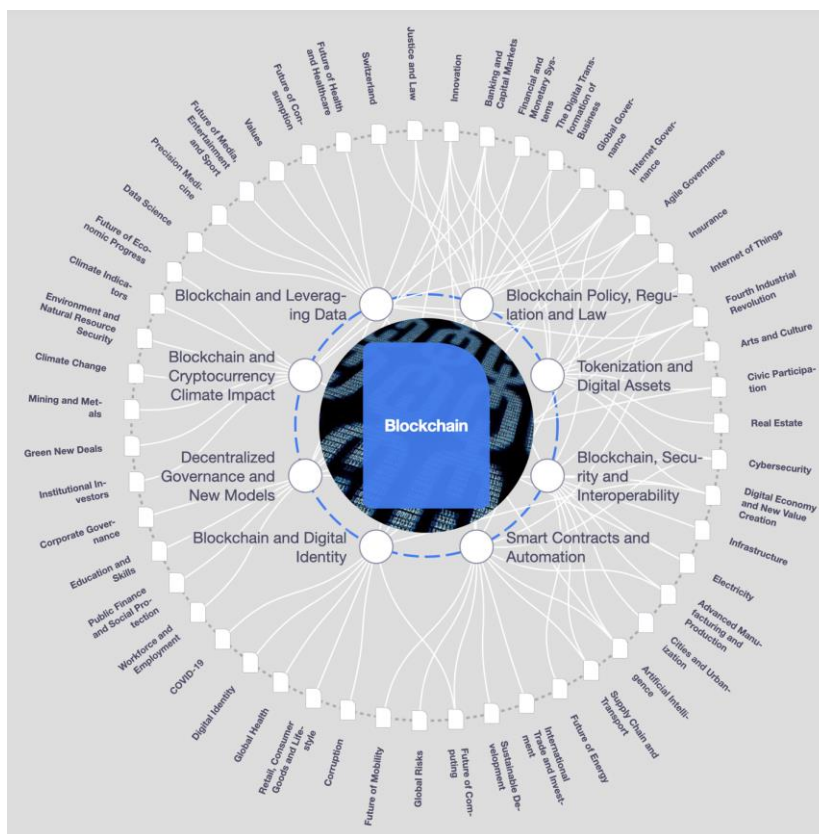 Justice and Law
Innovation
Banking and
Capital Markets
Financial and
Monetary Sys-
tems
The Digital Trans-
formation of
Business
Global Gover-
nance
Internet Gover-
nance
Agile Governance
Insurance
Internet of Things
Fourth Industrial
Revolution
Arts and Culture
Civic Participa-
tion
Real Estate
Cybersecurity
Digital Economy
and New Value
Creation
Infrastructure
Electricity
Advanced Manu-
facturing and
Production
Cities and Urban-
ization
Artificial Intelli-
gence
Supply Chain and
Transport
Future of Energy
International
Trade and Invest-
ment
Sustainable De-
velopment
Future of Com-
puting
Global Risks
Future of Mobility
Corruption
Retail, Consumer
Goods and Life-
style
Global Health
Digital Identity
COVID-19
Workforce and
Employment
Public Finance
and Social Pro-
tection
Education and
Skills
Corporate Gover-
nance
Institutional In-
vestors
Green New Deals
Mining and Met-
als
Climate Change
Environment and
Natural Resource
Security
Climate Indica-
tors
Future of Eco-
nomic Progress
Data Science
Precision Medi-
cine
Future of Media,
Entertainment
and Sport
Values
Future of Con-
sumption
Future of Health
and Healthcare
Switzerland
Blockchain and Leverag-
ing Data
Blockchain Policy, Regu-
lation and Law
Blockchain and
Cryptocurrency
Climate Impact
Tokenization and
Digital Assets
Blockchain
Decentralized
Governance and
New Models
Blockchain, Secu-
rity and
Interoperability
Blockchain and Digital
Identity
Smart Contracts and
Automation